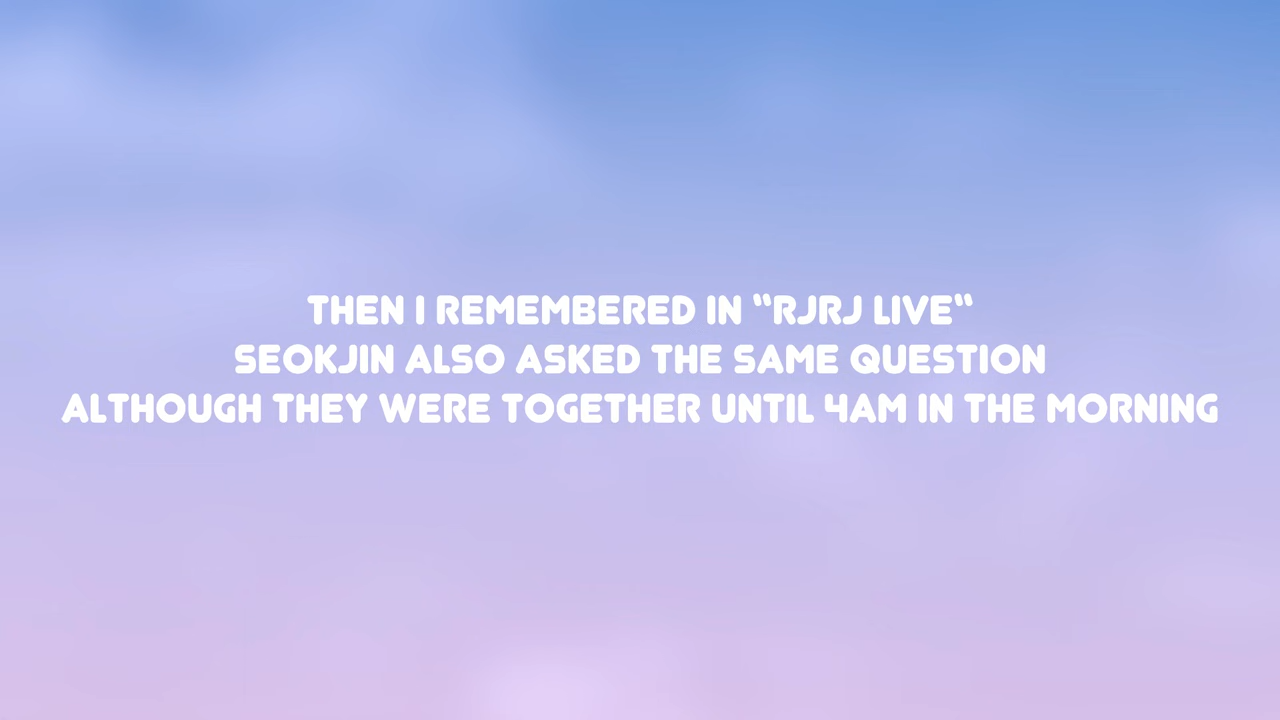 THEN I REMEMBERED IN "RJRJ LIVE"
SEOKJIN ALSO ASKED THE SAME QUESTION
ALTHOUGH THEY WERE TOGETHER UNTIL 4AM IN THE MORNING